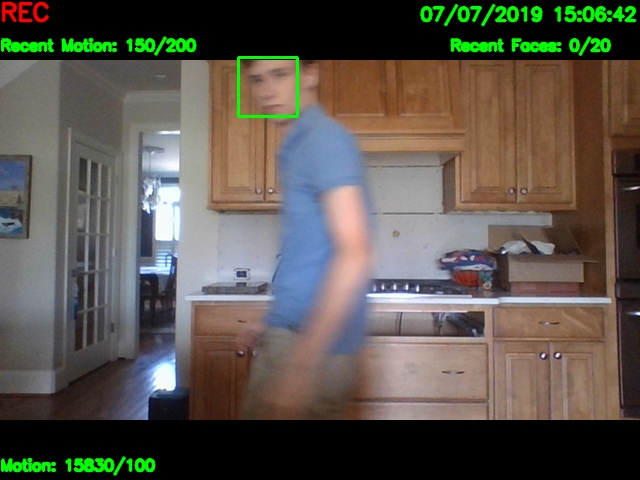 REC
07/07/2019 15:06:42
Recent Motion: 150/200
Recent Faces: 0/20
Motion: 15830/100